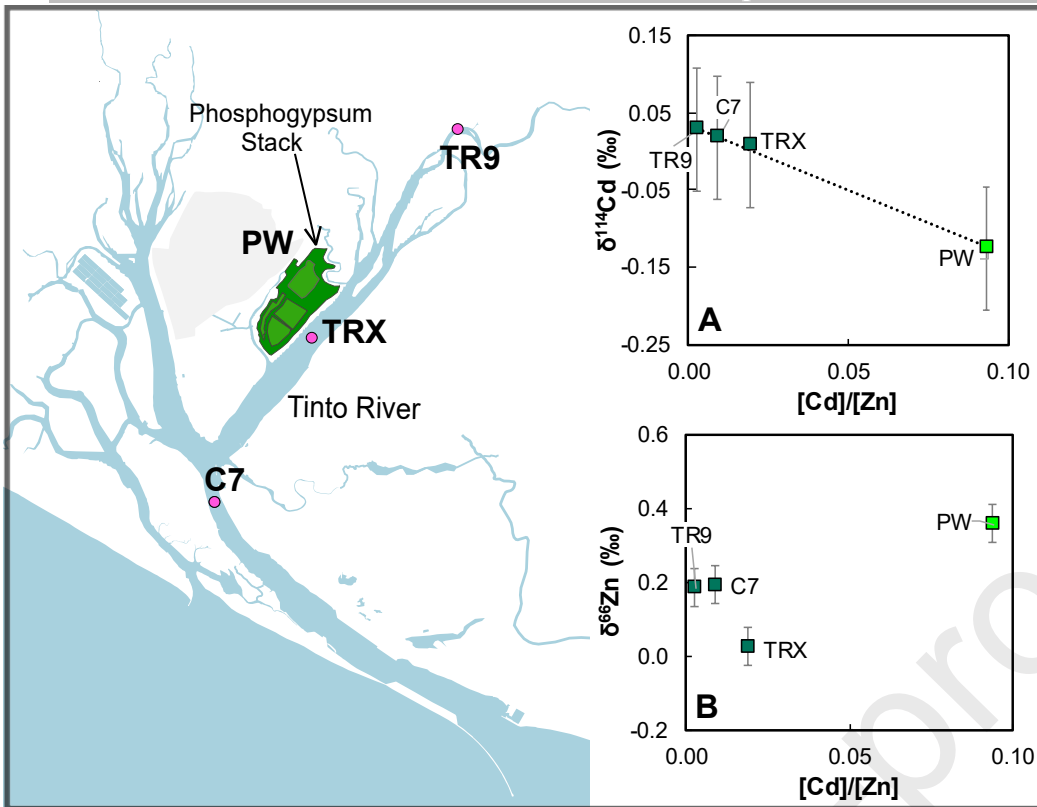 Phosphogypsum
Stack
TR9
PW
TRX
Tinto River
C7
0.15
0.05
-0.05
-0.15
-0.25
δ¹¹⁴Cd (‰)
TR9
C7
TRX
PW
A
0.00
0.05
0.10
[Cd]/[Zn]
0.6
0.4
0.2
0.0
-0.2
δ⁶⁶Zn (‰)
TR9
C7
TRX
PW
B
0.00
0.05
0.10
[Cd]/[Zn]